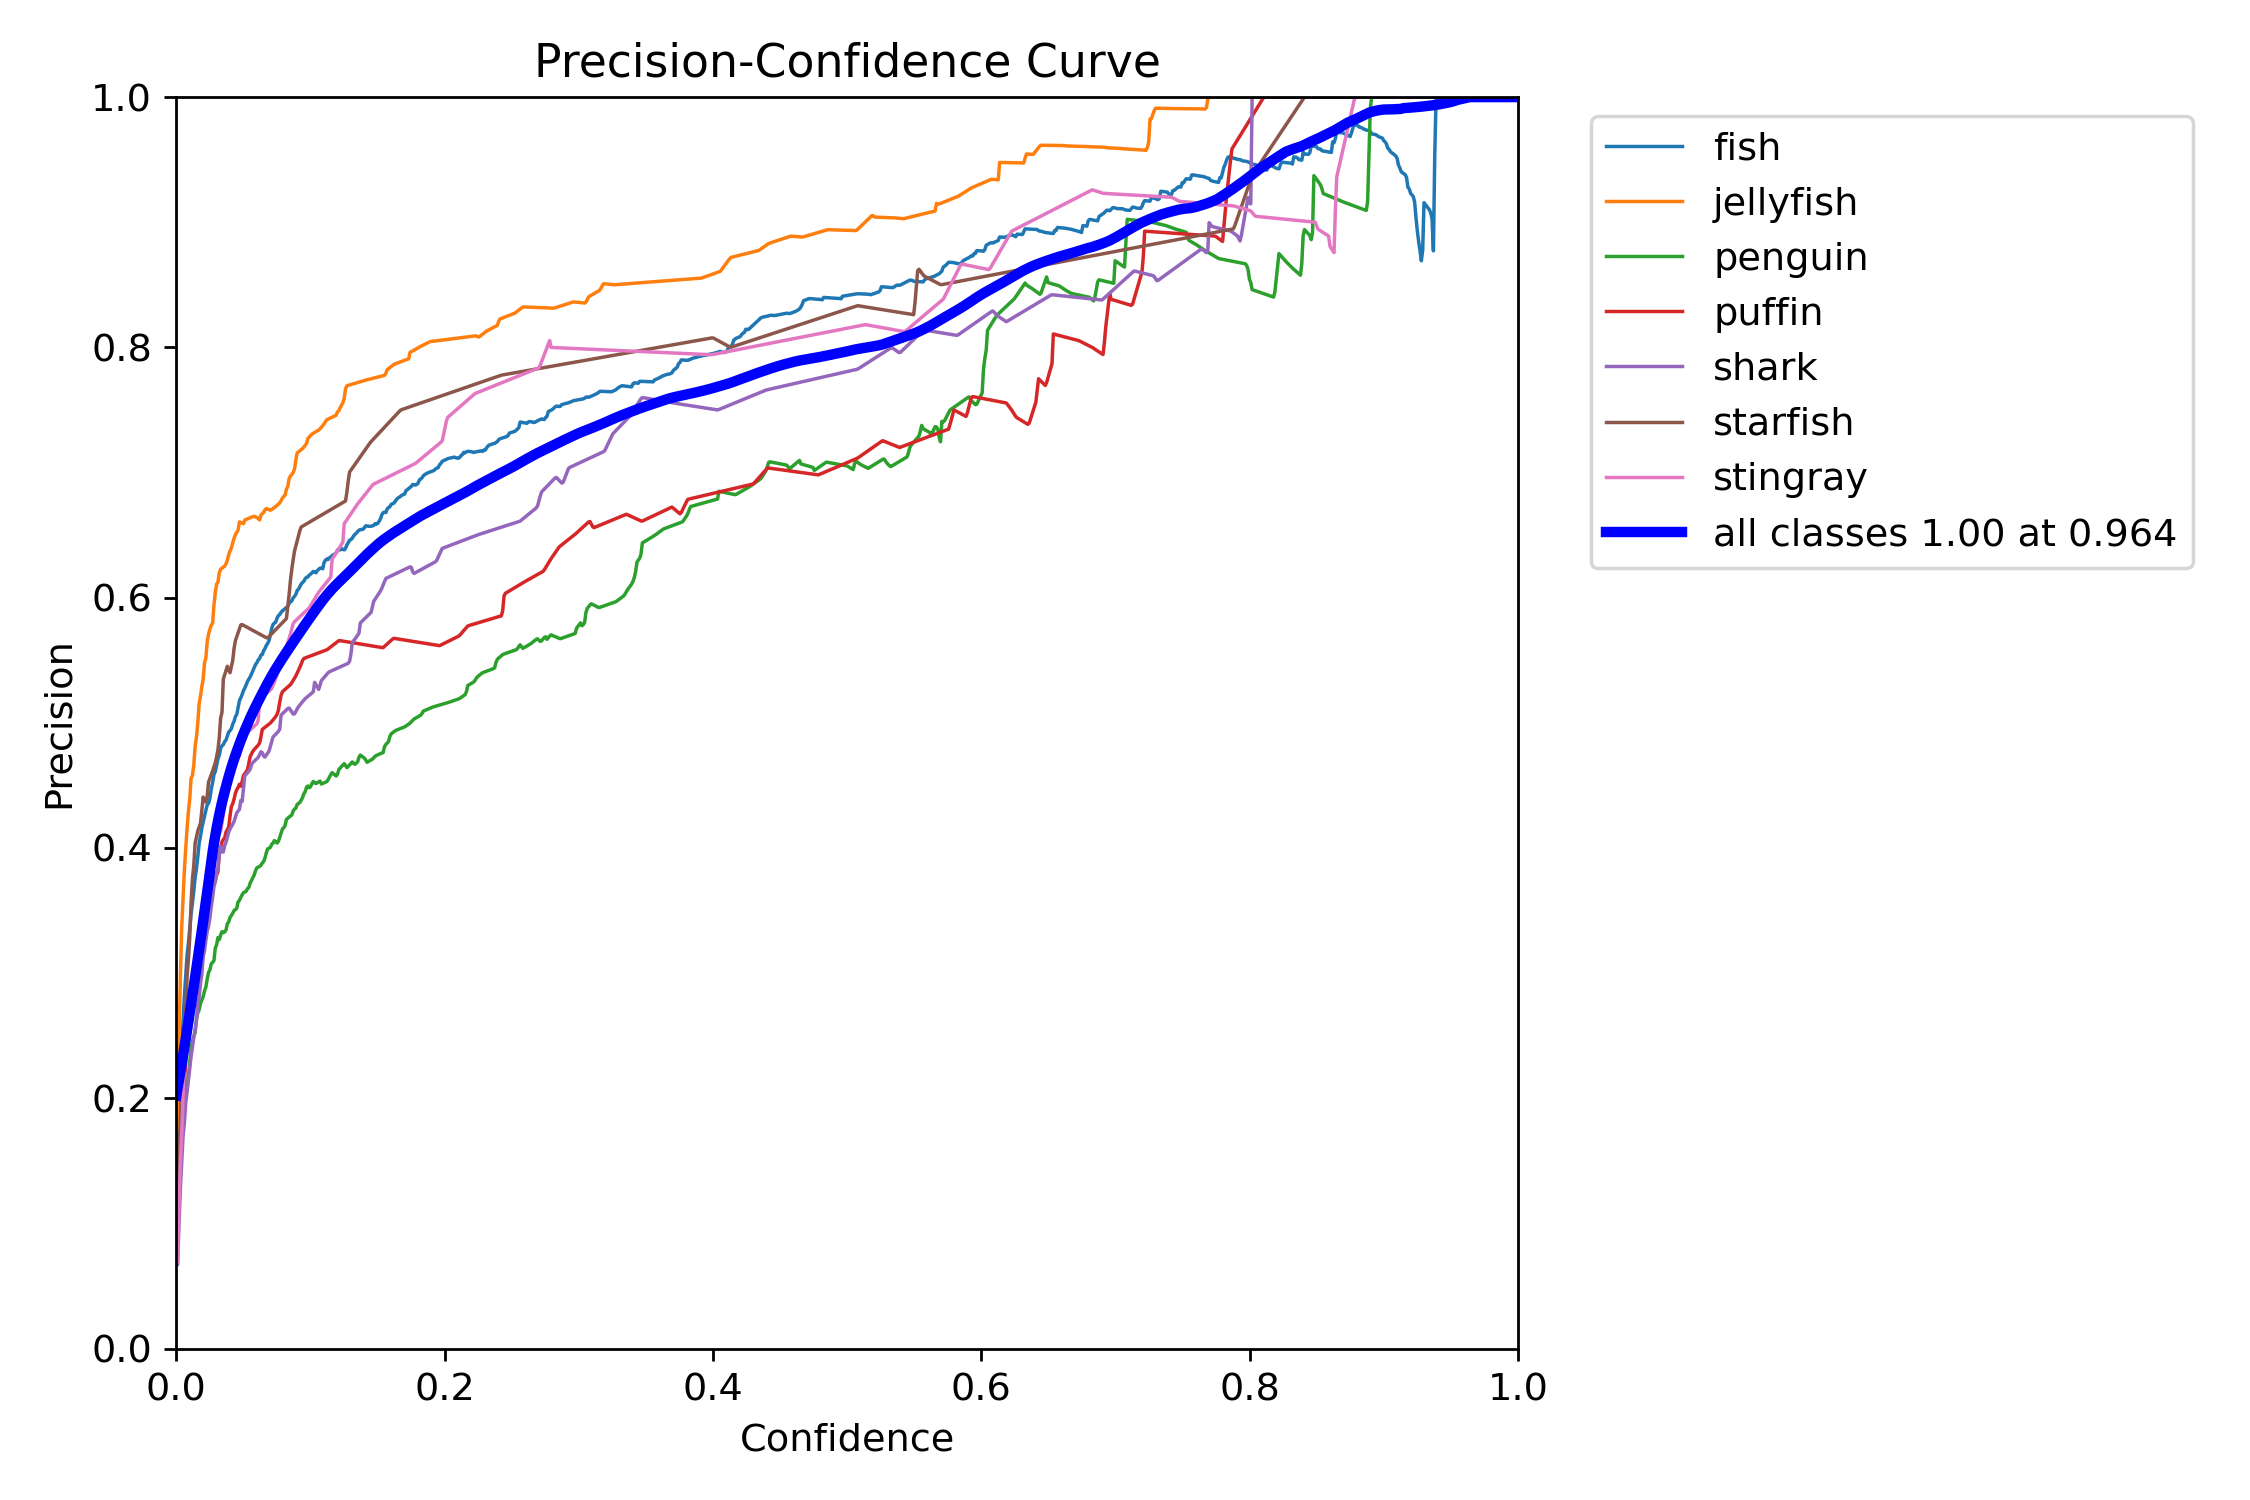 Precision-Confidence Curve
1.0
0.8
0.6
0.4
0.2
0.0
Precision
0.0 0.2 0.4 0.6 0.8 1.0
Confidence
fish
jellyfish
penguin
puffin
shark
starfish
stingray
all classes 1.00 at 0.964